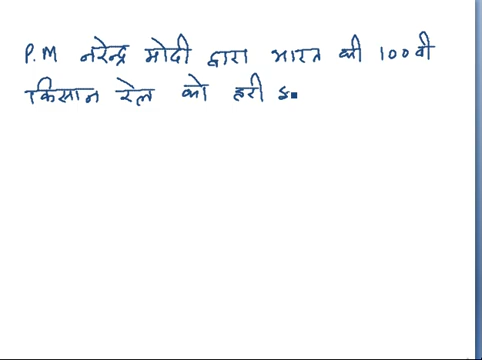 P.M नरेन्द्र मोदी द्वारा भारत की 100वी
किसान रेल को हरी